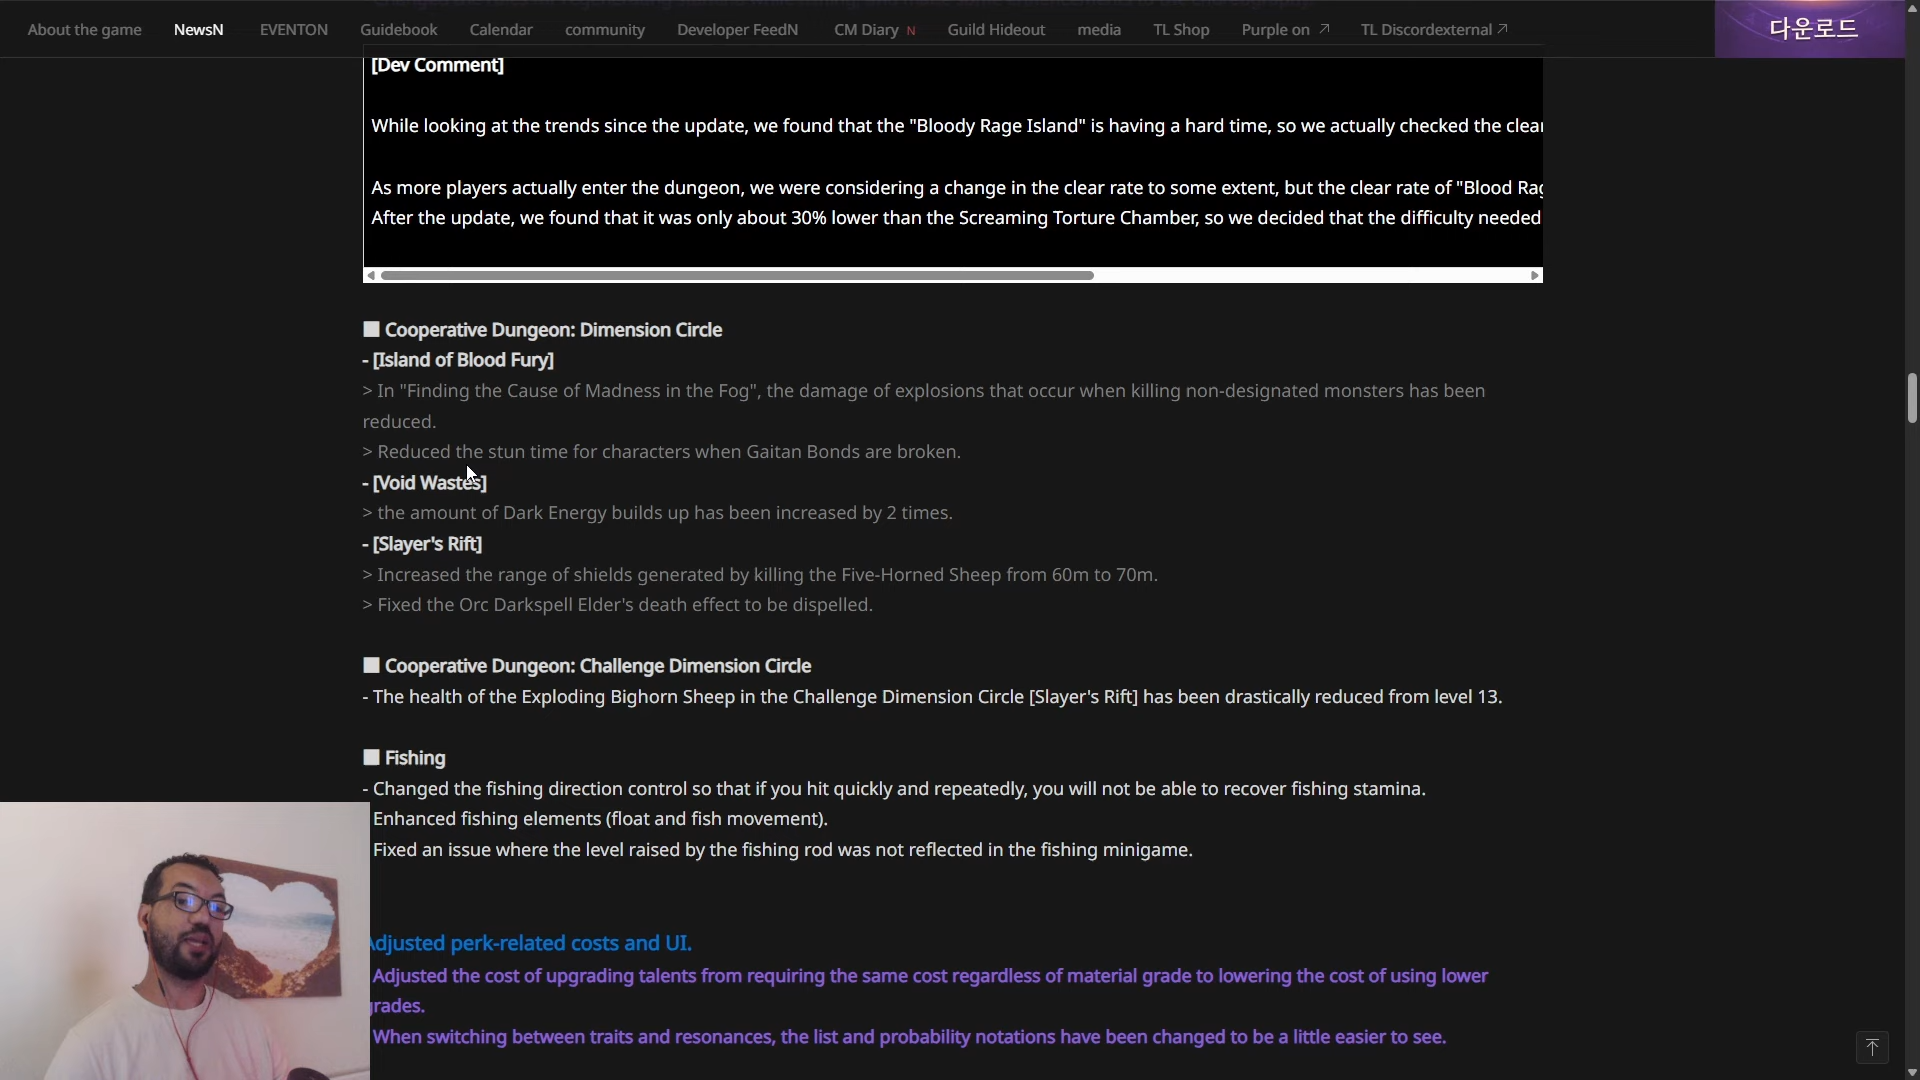 About the game NewsN EVENTON Guidebook Calendar community Developer FeedN CM Diary N Guild Hideout media TL Shop Purple on TL Discordexternal 다운로드
[Dev Comment]
While looking at the trends since the update, we found that the "Bloody Rage Island" is having a hard time, so we actually checked the clear
As more players actually enter the dungeon, we were considering a change in the clear rate to some extent, but the clear rate of "Blood Rag
After the update, we found that it was only about 30% lower than the Screaming Torture Chamber, so we decided that the difficulty needed
Cooperative Dungeon: Dimension Circle
- [Island of Blood Fury]
> In "Finding the Cause of Madness in the Fog", the damage of explosions that occur when killing non-designated monsters has been
reduced.
> Reduced the stun time for characters when Gaitan Bonds are broken.
- [Void Wastes]
> the amount of Dark Energy builds up has been increased by 2 times.
- [Slayer's Rift]
> Increased the range of shields generated by killing the Five-Horned Sheep from 60m to 70m.
> Fixed the Orc Darkspell Elder's death effect to be dispelled.
Cooperative Dungeon: Challenge Dimension Circle
- The health of the Exploding Bighorn Sheep in the Challenge Dimension Circle [Slayer's Rift] has been drastically reduced from level 13.
Fishing
- Changed the fishing direction control so that if you hit quickly and repeatedly, you will not be able to recover fishing stamina.
Enhanced fishing elements (float and fish movement).
Fixed an issue where the level raised by the fishing rod was not reflected in the fishing minigame.
Adjusted perk-related costs and UI.
Adjusted the cost of upgrading talents from requiring the same cost regardless of material grade to lowering the cost of using lower
grades.
When switching between traits and resonances, the list and probability notations have been changed to be a little easier to see.